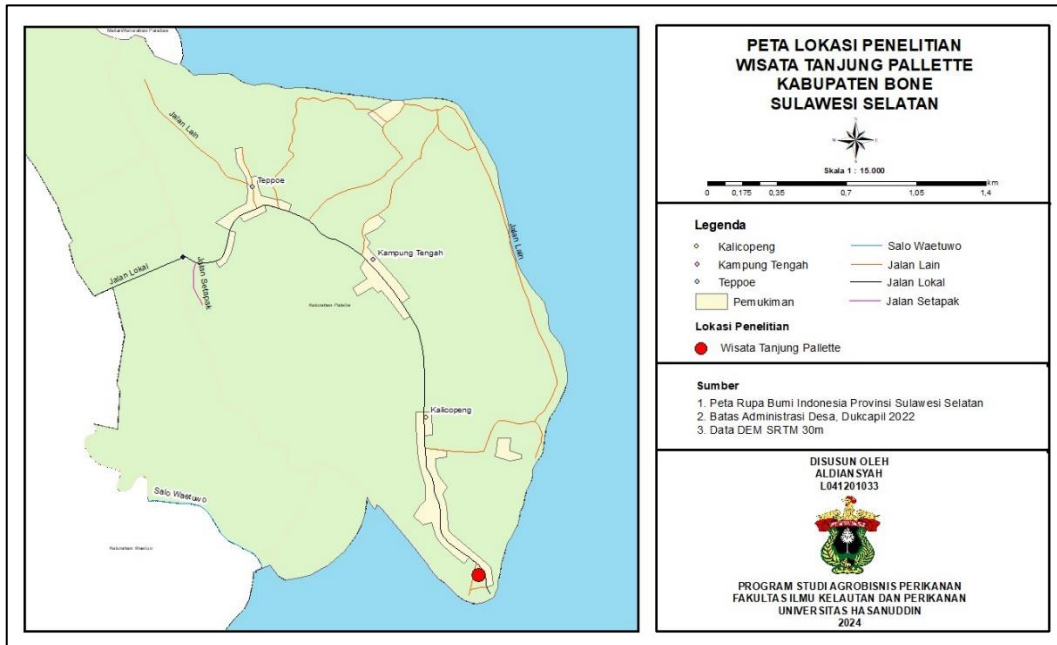 PETA LOKASI PENELITIAN
WISATA TANJUNG PALLETTE
KABUPATEN BONE
SULAWESI SELATAN
N
Skala 1 : 15.000
km
0 0,175 0,35 0,7 1,05 1,4
Legenda
Kalicopeng
Kampung Tengah
Teppoe
Pemukiman
Salo Waetuwo
Jalan Lain
Jalan Lokal
Jalan Setapak
Lokasi Penelitian
Wisata Tanjung Pallette
Sumber
1. Peta Rupa Bumi Indonesia Provinsi Sulawesi Selatan
2. Batas Administrasi Desa, Dukcapil 2022
3. Data DEM SRTM 30m
DISUSUN OLEH
ALDIANSYAH
L041201033
PROGRAM STUDI AGROBISNIS PERIKANAN
FAKULTAS ILMU KELAUTAN DAN PERIKANAN
UNIVERSITAS HASANUDDIN
2024
Jalan Lain
Teppoe
Kampung Tengah
Jalan Lain
Jalan Lokal
Jalan Setapak
Kalicopeng
Salo Waetuwo